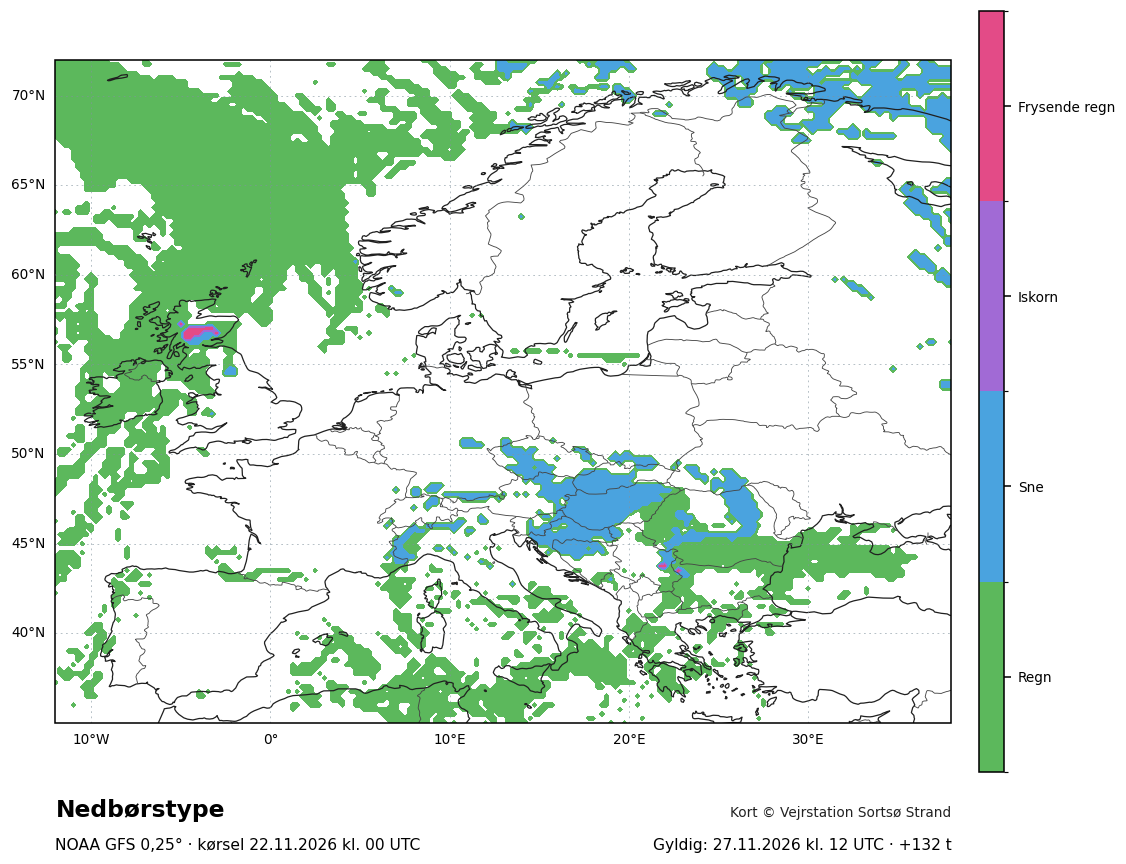 70°N
65°N
60°N
55°N
50°N
45°N
40°N
10°W
0°
10°E
20°E
30°E
Frysende regn
Iskorn
Sne
Regn
Nedbørstype
Kort © Vejrstation Sortsø Strand
NOAA GFS 0,25° · kørsel 22.11.2026 kl. 00 UTC
Gyldig: 27.11.2026 kl. 12 UTC · +132 t